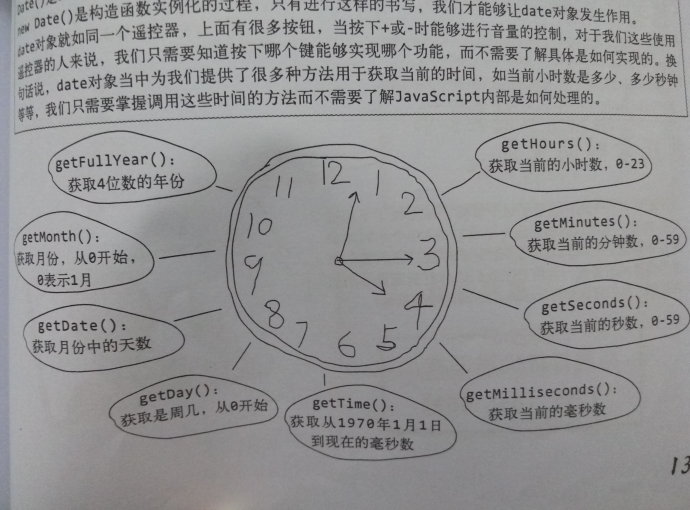 new Date()是构造函数实例化的过程，只有进行这样的书写，我们才能够让date对象发生作用。
date对象就如同一个遥控器，上面有很多按钮，当按下+或-时能够进行音量的控制，对于我们这些使用
遥控器的人来说，我们只需要知道按下哪个键能够实现哪个功能，而不需要了解具体是如何实现的。换
句话说，date对象当中为我们提供了很多种方法用于获取当前的时间，如当前小时数是多少、多少秒钟
等等，我们只需要掌握调用这些时间的方法而不需要了解JavaScript内部是如何处理的。
getFullYear():
获取4位数的年份
getHours():
获取当前的小时数，0-23
getMonth():
获取月份，从0开始，
0表示1月
getMinutes():
获取当前的分钟数，0-59
getDate():
获取月份中的天数
getSeconds():
获取当前的秒数，0-59
getDay():
获取是周几，从0开始
getTime():
获取从1970年1月1日
到现在的毫秒数
getMilliseconds():
获取当前的毫秒数
12
1
2
3
4
5
6
7
8
9
10
11
13